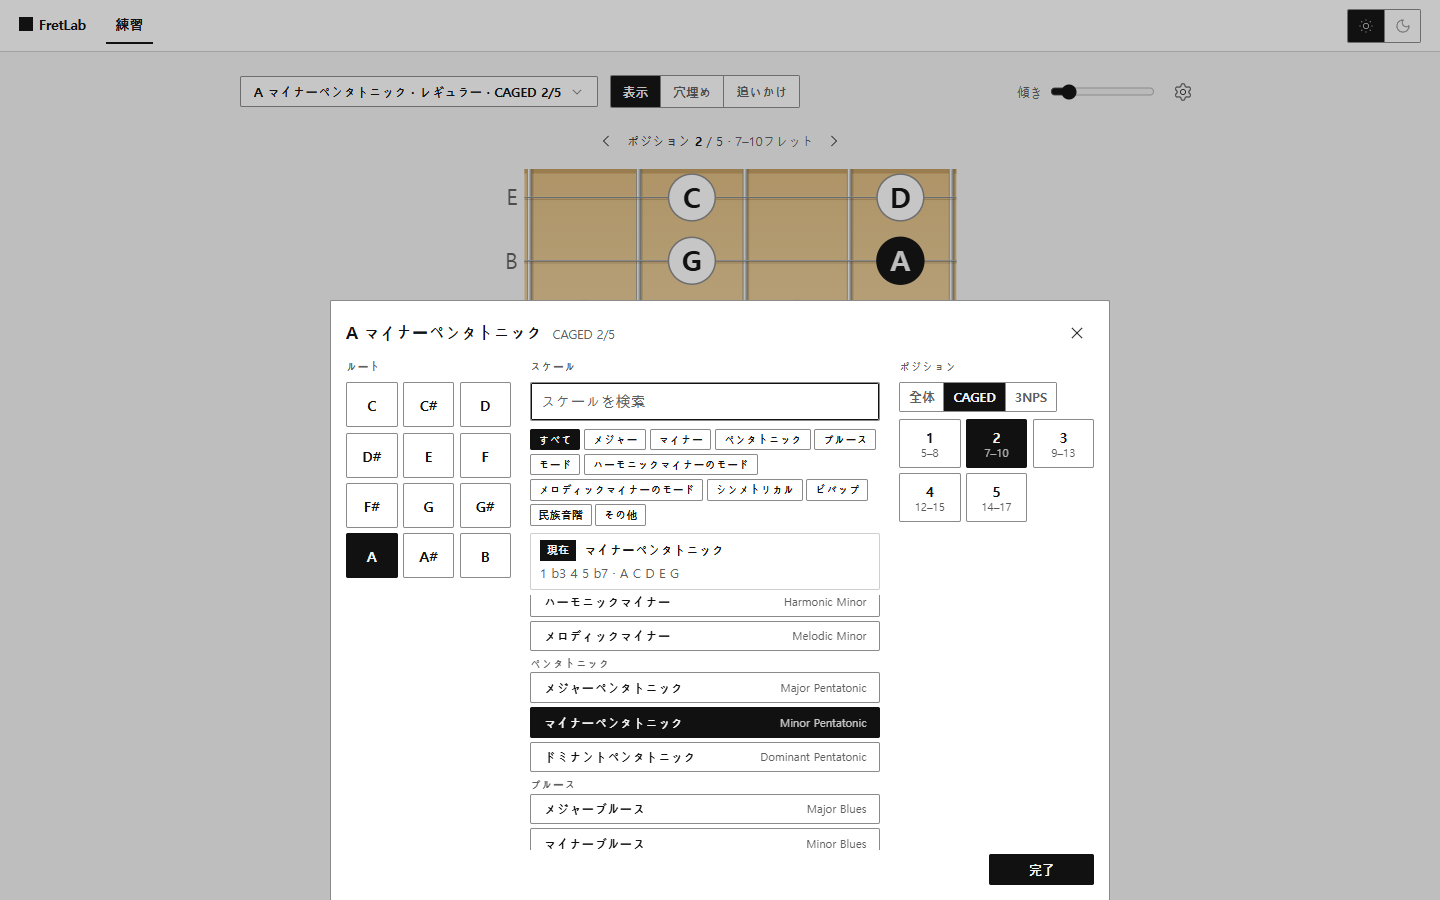 FretLab 練習
A マイナーペンタトニック・レギュラー・CAGED 2/5 表示 穴埋め 追いかけ 傾き
ポジション 2 / 5 · 7–10フレット
E C D
B G A
A マイナーペンタトニック CAGED 2/5
ルート
C C# D
D# E F
F# G G#
A A# B
スケール
スケールを検索
すべて メジャー マイナー ペンタトニック ブルース
モード ハーモニックマイナーのモード
メロディックマイナーのモード シンメトリカル ビバップ
民族音階 その他
現在 マイナーペンタトニック
1 b3 4 5 b7 · A C D E G
ハーモニックマイナー Harmonic Minor
メロディックマイナー Melodic Minor
ペンタトニック
メジャーペンタトニック Major Pentatonic
マイナーペンタトニック Minor Pentatonic
ドミナントペンタトニック Dominant Pentatonic
ブルース
メジャーブルース Major Blues
マイナーブルース Minor Blues
ポジション
全体 CAGED 3NPS
1 2 3
5–8 7–10 9–13
4 5
12–15 14–17
完了